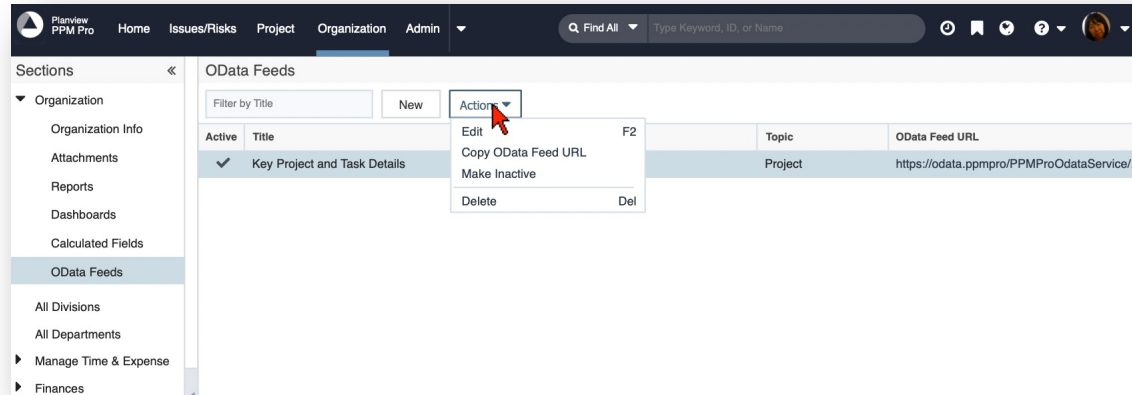 Planview
PPM Pro
Home Issues/Risks Project Organization Admin
Find All Type Keyword, ID, or Name
Sections
OData Feeds
Organization
Filter by Title New Actions
Organization Info
Active Title Topic OData Feed URL
Edit F2
Attachments
Copy OData Feed URL
Key Project and Task Details Project https://odata.ppmpro/PPMProOdataService/
Make Inactive
Reports
Delete Del
Dashboards
Calculated Fields
OData Feeds
All Divisions
All Departments
Manage Time & Expense
Finances